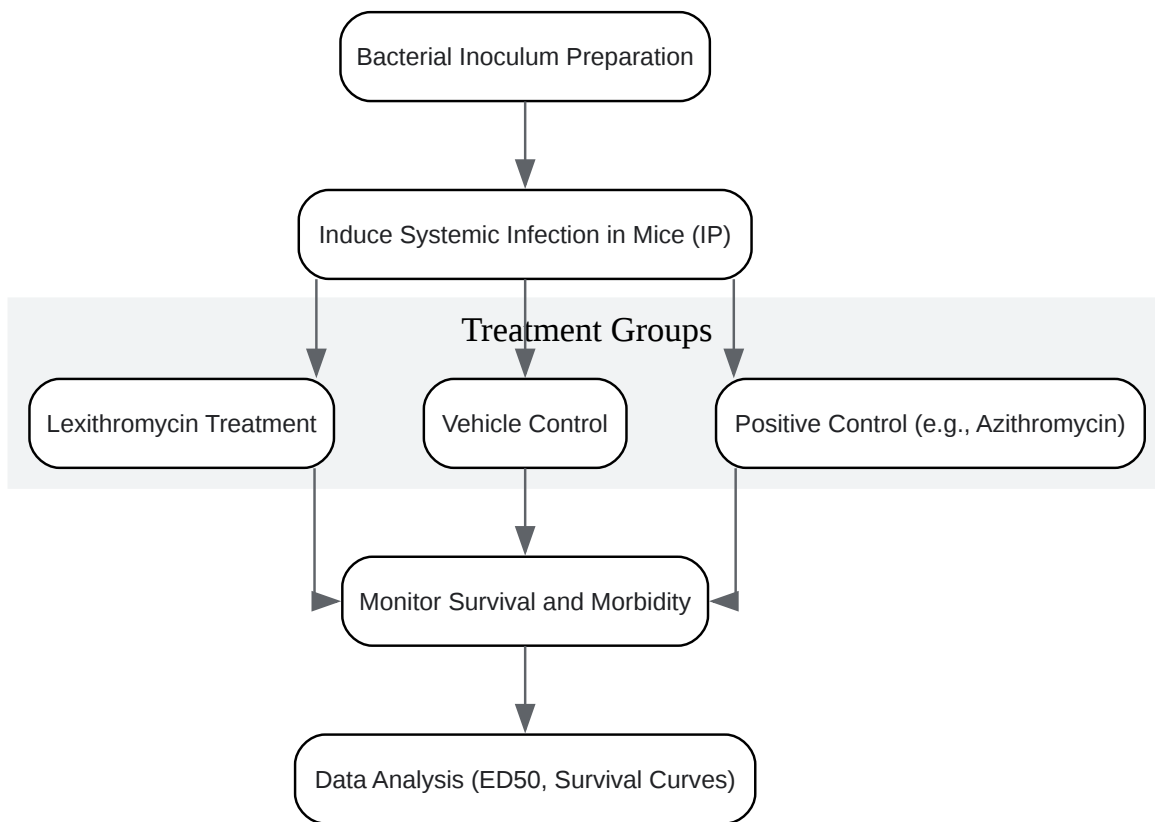 Bacterial Inoculum Preparation
Induce Systemic Infection in Mice (IP)
Treatment Groups
Lexithromycin Treatment
Vehicle Control
Positive Control (e.g., Azithromycin)
Monitor Survival and Morbidity
Data Analysis (ED50, Survival Curves)